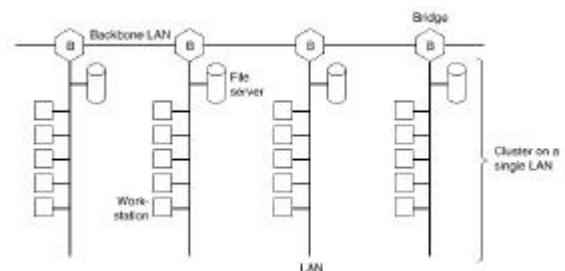 Bridge
B
Backbone LAN
B
B
B
File
server
Cluster on a
single LAN
Work-
station
LAN